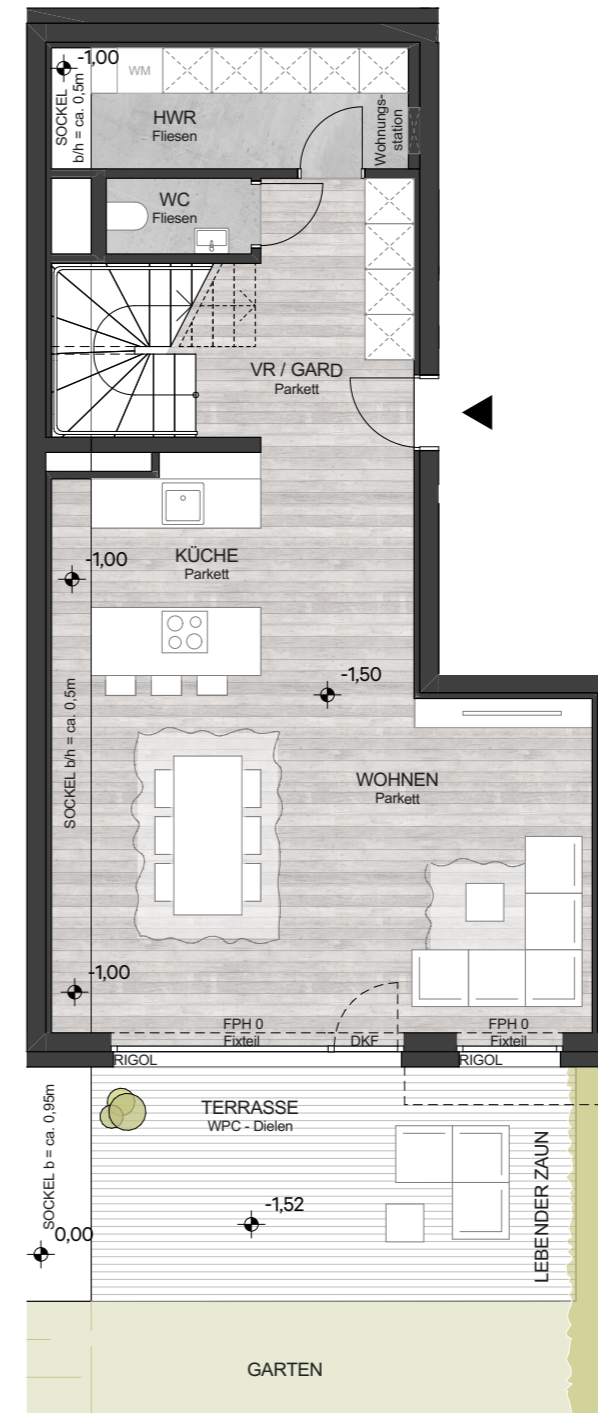 -1,00
WM
SOCKEL
b/h = ca. 0,5m
HWR
Fliesen
Wohnungs-
station
WC
Fliesen
VR / GARD
Parkett
KÜCHE
Parkett
-1,00
-1,50
SOCKEL b/h = ca. 0,5m
WOHNEN
Parkett
-1,00
FPH 0
Fixteil
DKF
FPH 0
Fixteil
RIGOL
RIGOL
TERRASSE
WPC - Dielen
SOCKEL b = ca. 0,95m
-1,52
0,00
LEBENDER ZAUN
GARTEN